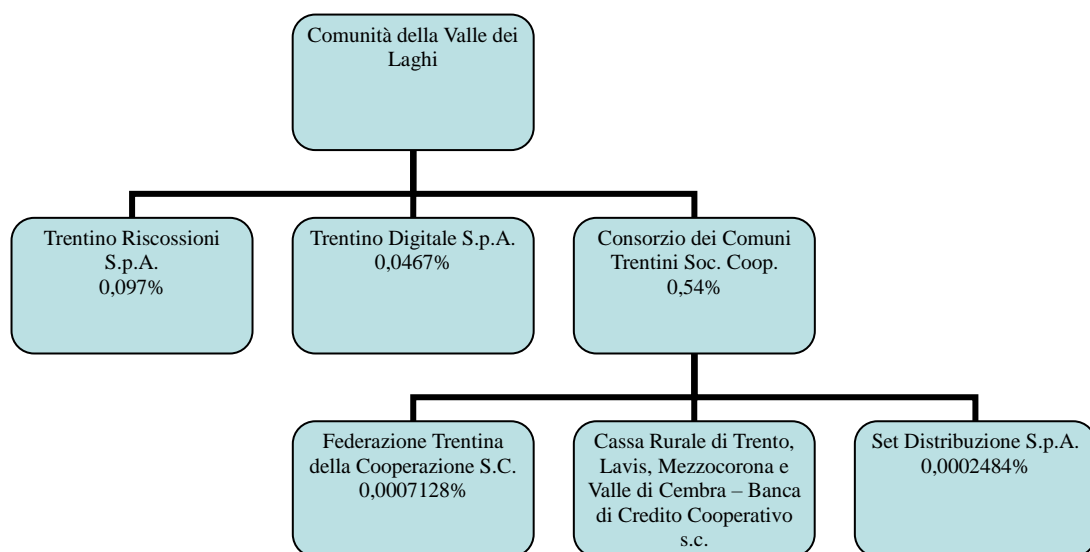 Comunità della Valle dei
Laghi
Trentino Riscossioni
S.p.A.
0,097%
Trentino Digitale S.p.A.
0,0467%
Consorzio dei Comuni
Trentini Soc. Coop.
0,54%
Federazione Trentina
della Cooperazione S.C.
0,0007128%
Cassa Rurale di Trento,
Lavis, Mezzocorona e
Valle di Cembra – Banca
di Credito Cooperativo
s.c.
Set Distribuzione S.p.A.
0,0002484%